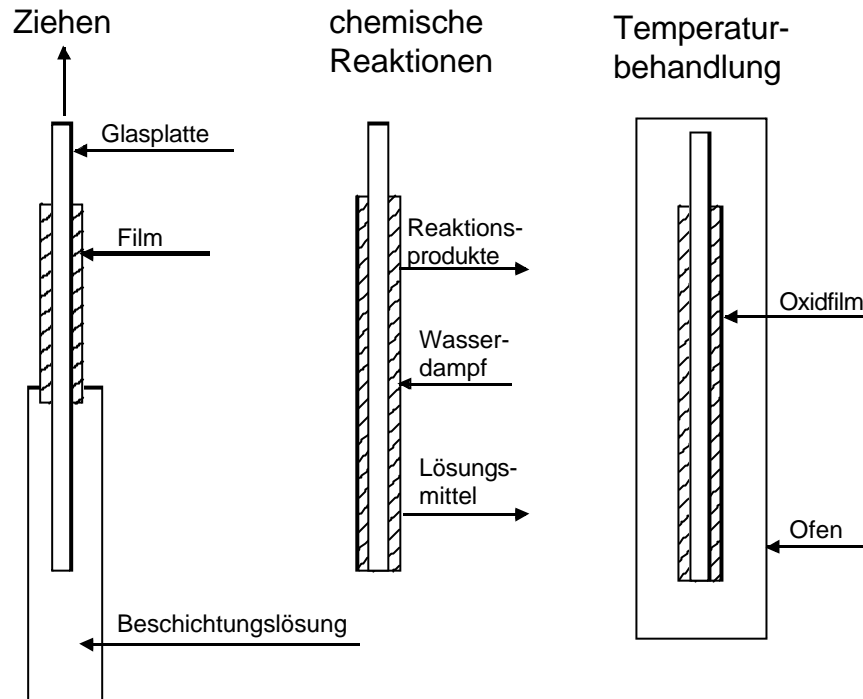 Ziehen
chemische
Reaktionen
Temperatur-
behandlung
Glasplatte
Film
Beschichtungslösung
Reaktions-
produkte
Wasser-
dampf
Lösungs-
mittel
Oxidfilm
Ofen